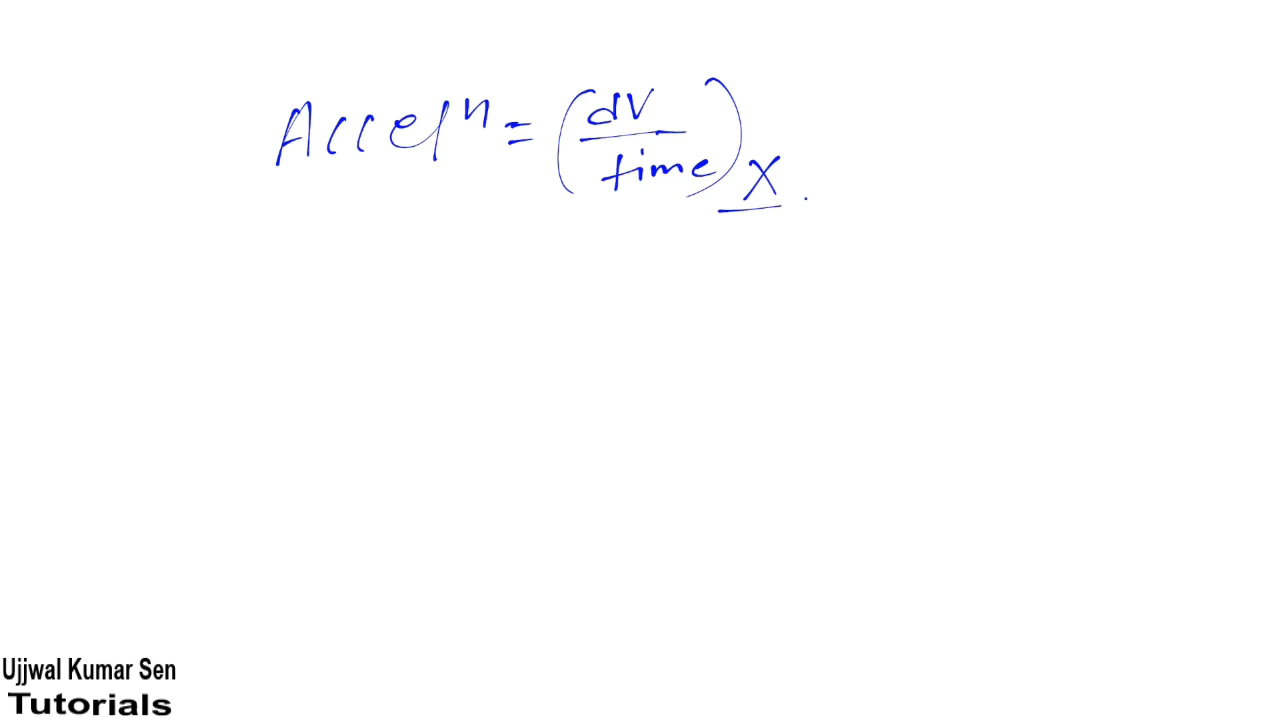 Accelⁿ = (dv/time)x
Ujjwal Kumar Sen
Tutorials